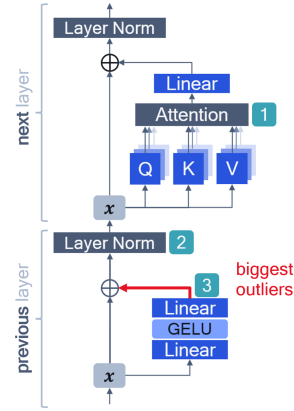 Layer Norm
Linear
Attention
1
Q
K
V
x
next layer
Layer Norm
2
biggest
outliers
3
Linear
GELU
Linear
x
previous layer